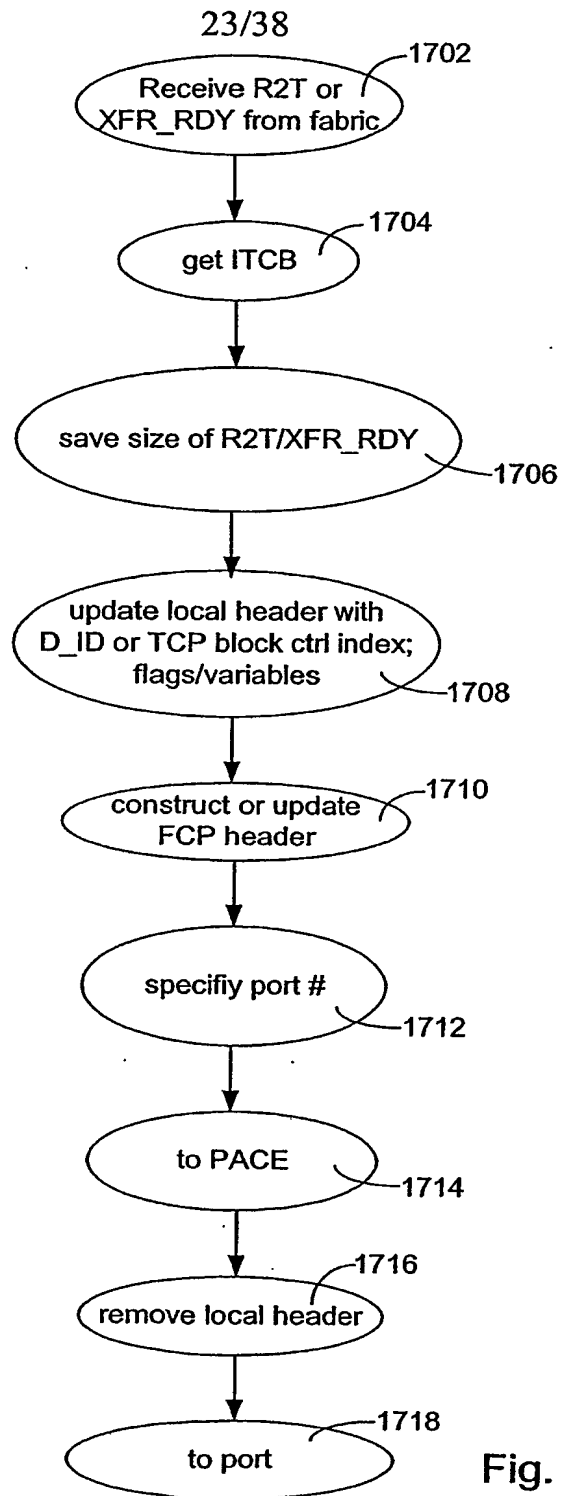 23/38
Receive R2T or
XFR_RDY from fabric
1702
get ITCB
1704
save size of R2T/XFR_RDY
1706
update local header with
D_ID or TCP block ctrl index;
flags/variables
1708
construct or update
FCP header
1710
specifiy port #
1712
to PACE
1714
remove local header
1716
to port
1718
Fig.